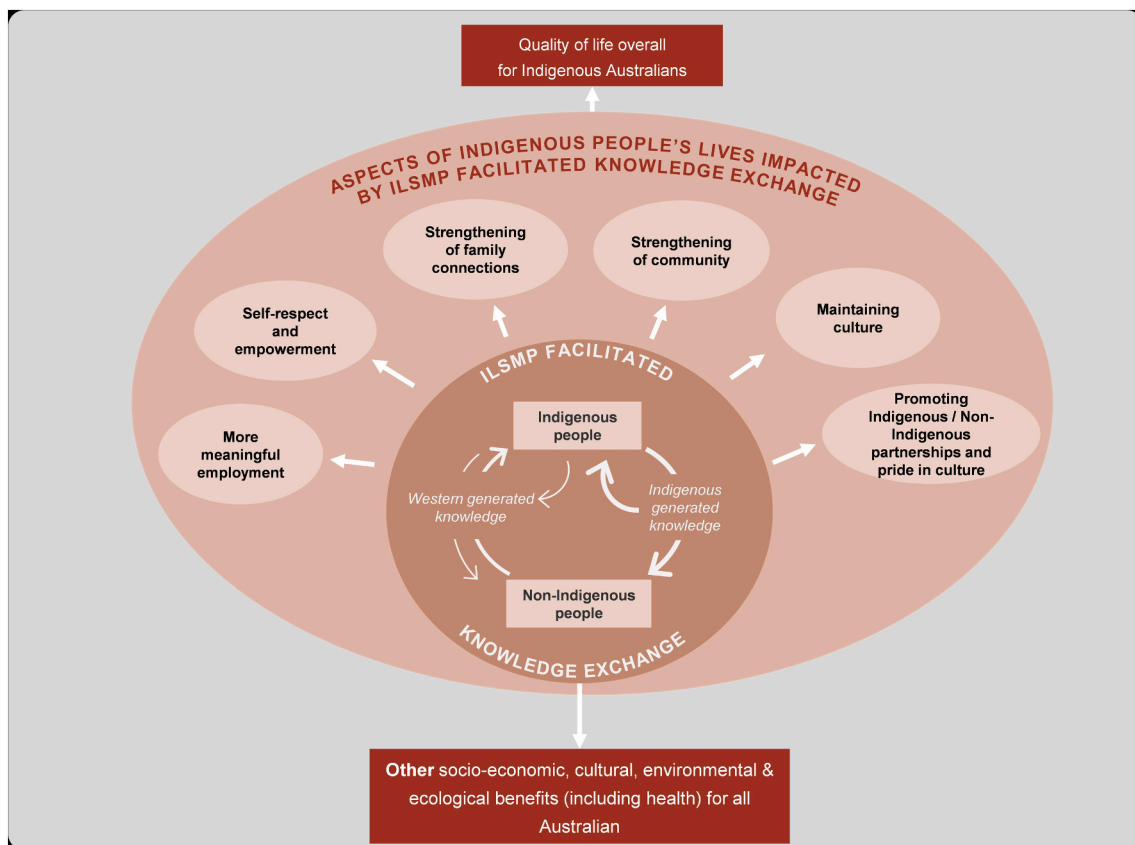 Quality of life overall
for Indigenous Australians
ASPECTS OF INDIGENOUS PEOPLE'S LIVES IMPACTED
BY ILSMP FACILITATED KNOWLEDGE EXCHANGE
Strengthening
of family
connections
Strengthening
of community
Self-respect
and
empowerment
Maintaining
culture
More
meaningful
employment
Promoting
Indigenous / Non-
Indigenous
partnerships and
pride in culture
ILSMP FACILITATED
Indigenous
people
Western generated
knowledge
Indigenous
generated
knowledge
Non-Indigenous
people
KNOWLEDGE EXCHANGE
Other socio-economic, cultural, environmental &
ecological benefits (including health) for all
Australian